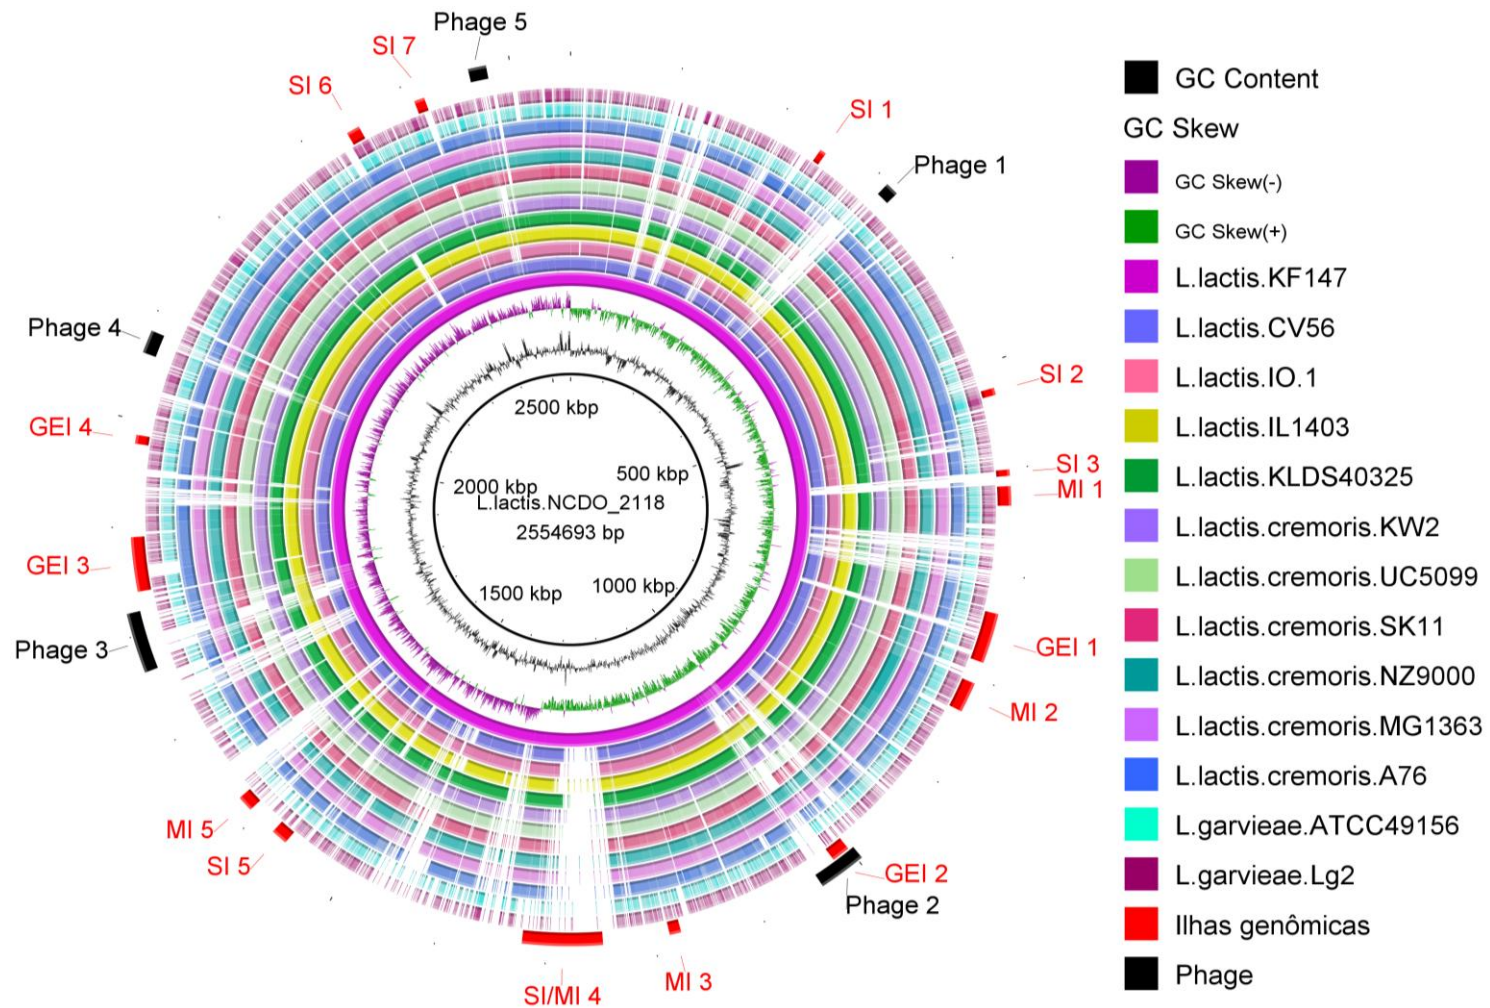 Phage 5
SI 7
SI 6
SI 1
Phage 1
Phage 4
SI 2
GEI 4
SI 3
MI 1
GEI 3
GEI 1
Phage 3
MI 2
MI 5
SI 5
GEI 2
Phage 2
MI 3
SI/MI 4
2500 kbp
500 kbp
2000 kbp
L.lactis.NCDO_2118
2554693 bp
1500 kbp
1000 kbp
GC Content
GC Skew
GC Skew(-)
GC Skew(+)
L.lactis.KF147
L.lactis.CV56
L.lactis.IO.1
L.lactis.IL1403
L.lactis.KLDS40325
L.lactis.cremoris.KW2
L.lactis.cremoris.UC5099
L.lactis.cremoris.SK11
L.lactis.cremoris.NZ9000
L.lactis.cremoris.MG1363
L.lactis.cremoris.A76
L.garvieae.ATCC49156
L.garvieae.Lg2
Ilhas genômicas
Phage